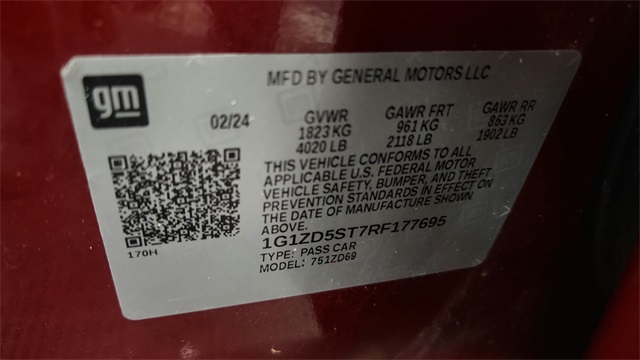 gm
MFD BY GENERAL MOTORS LLC
02/24 GVWR GAWR FRT GAWR RR
1823 KG 961 KG 863 KG
4020 LB 2118 LB 1902 LB
THIS VEHICLE CONFORMS TO ALL
APPLICABLE U.S. FEDERAL MOTOR
VEHICLE SAFETY, BUMPER, AND THEFT
PREVENTION STANDARDS IN EFFECT ON
THE DATE OF MANUFACTURE SHOWN
ABOVE.
1G1ZD5ST7RF177695
TYPE: PASS CAR
MODEL: 751ZD69
170H